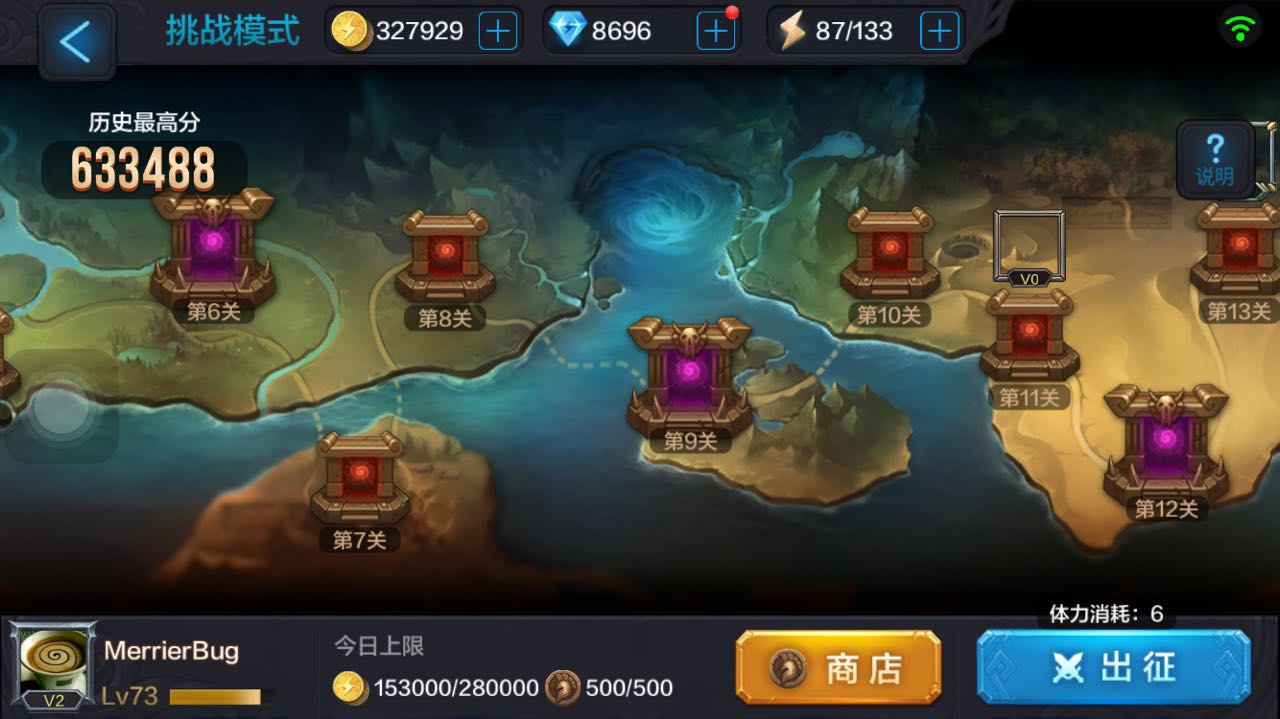 挑战模式
327929
8696
87/133
历史最高分
633488
?
说明
第6关
第8关
第10关
V0
第13关
第11关
第9关
第12关
第7关
体力消耗：6
MerrierBug
V2
Lv73
今日上限
153000/280000
500/500
商店
出征